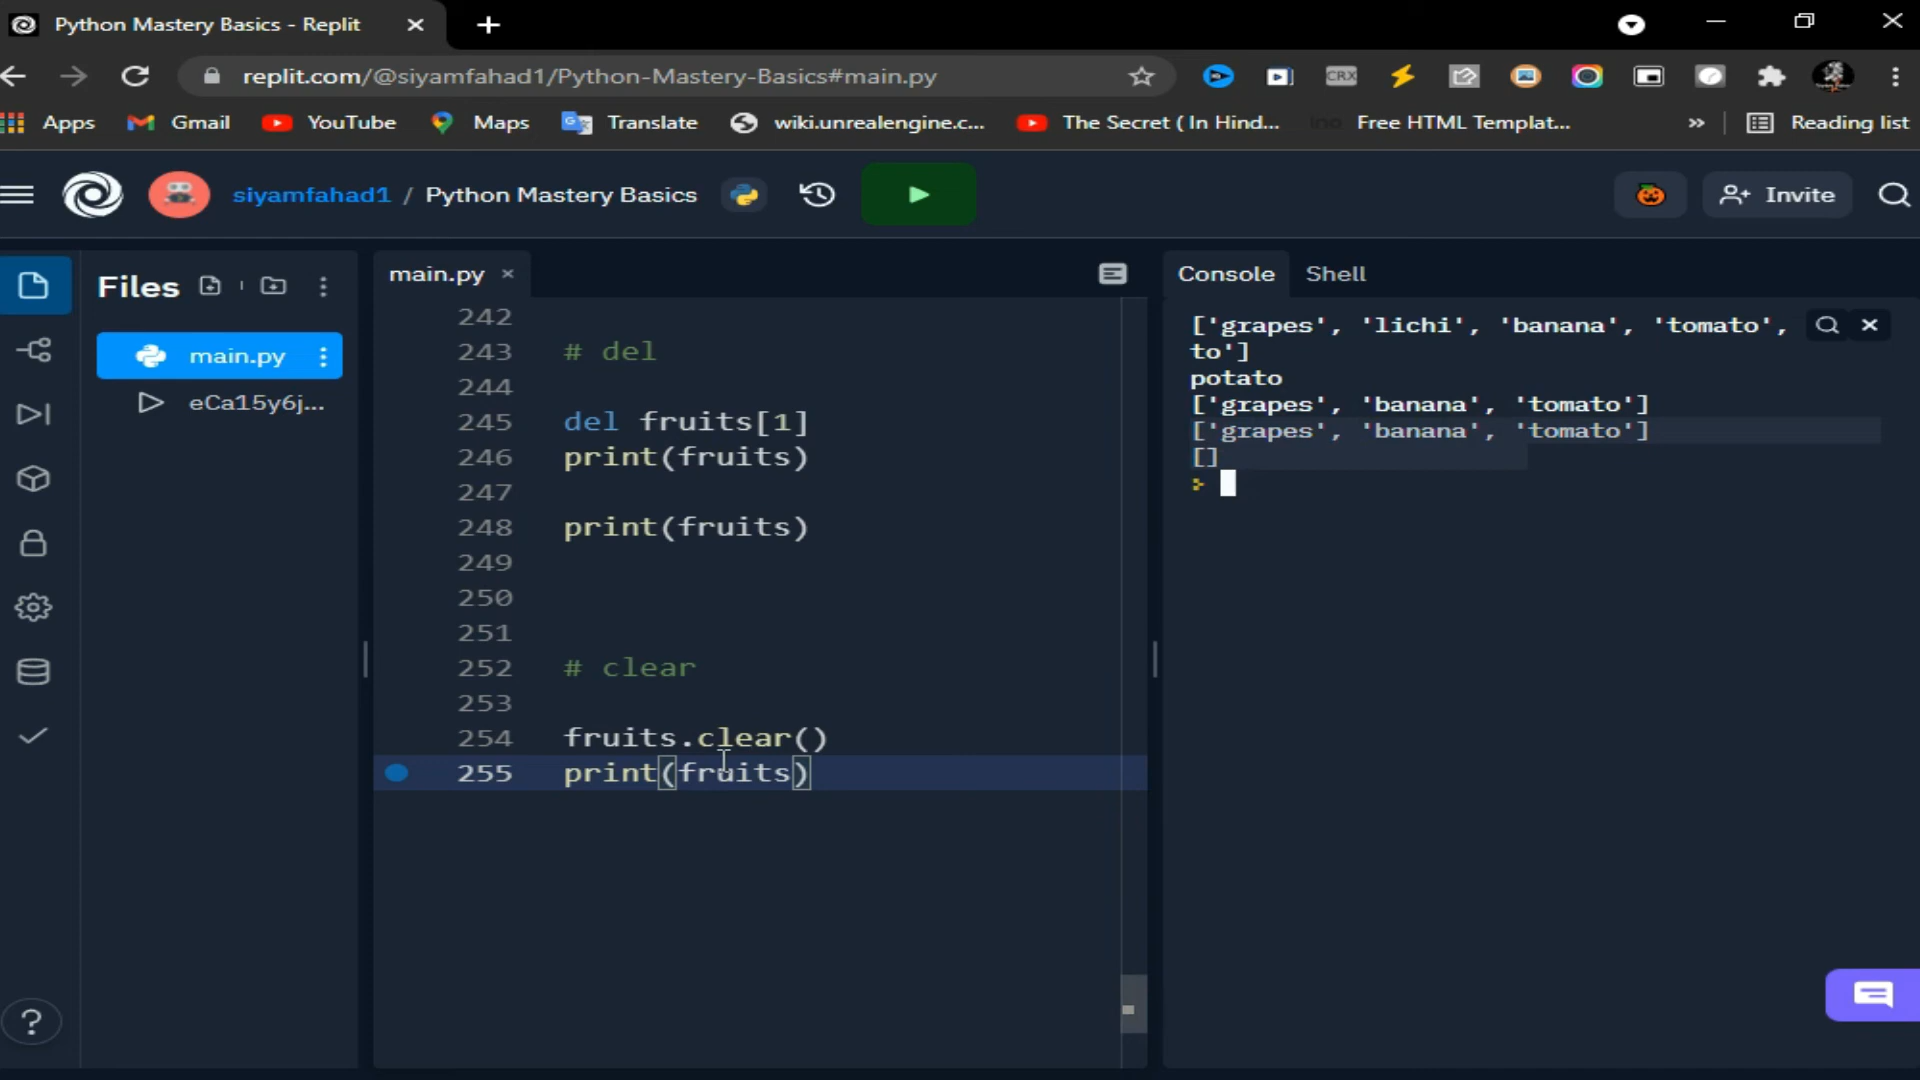 Python Mastery Basics - Replit
replit.com/@siyamfahad1/Python-Mastery-Basics#main.py
CRX
Apps
Gmail
YouTube
Maps
Translate
wiki.unrealengine.c...
The Secret ( In Hind...
Free HTML Templat...
»
Reading list
siyamfahad1 / Python Mastery Basics
Invite
Files
main.py
eCa15y6j...
main.py
242
243 # del
244
245 del fruits[1]
246 print(fruits)
247
248 print(fruits)
249
250
251
252 # clear
253
254 fruits.clear()
255 print(fruits)
Console
Shell
['grapes', 'lichi', 'banana', 'tomato',
to']
potato
['grapes', 'banana', 'tomato']
['grapes', 'banana', 'tomato']
[]
?